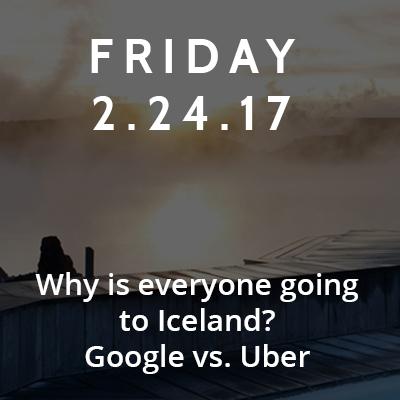 FRIDAY
2.24.17
Why is everyone going
to Iceland?
Google vs. Uber